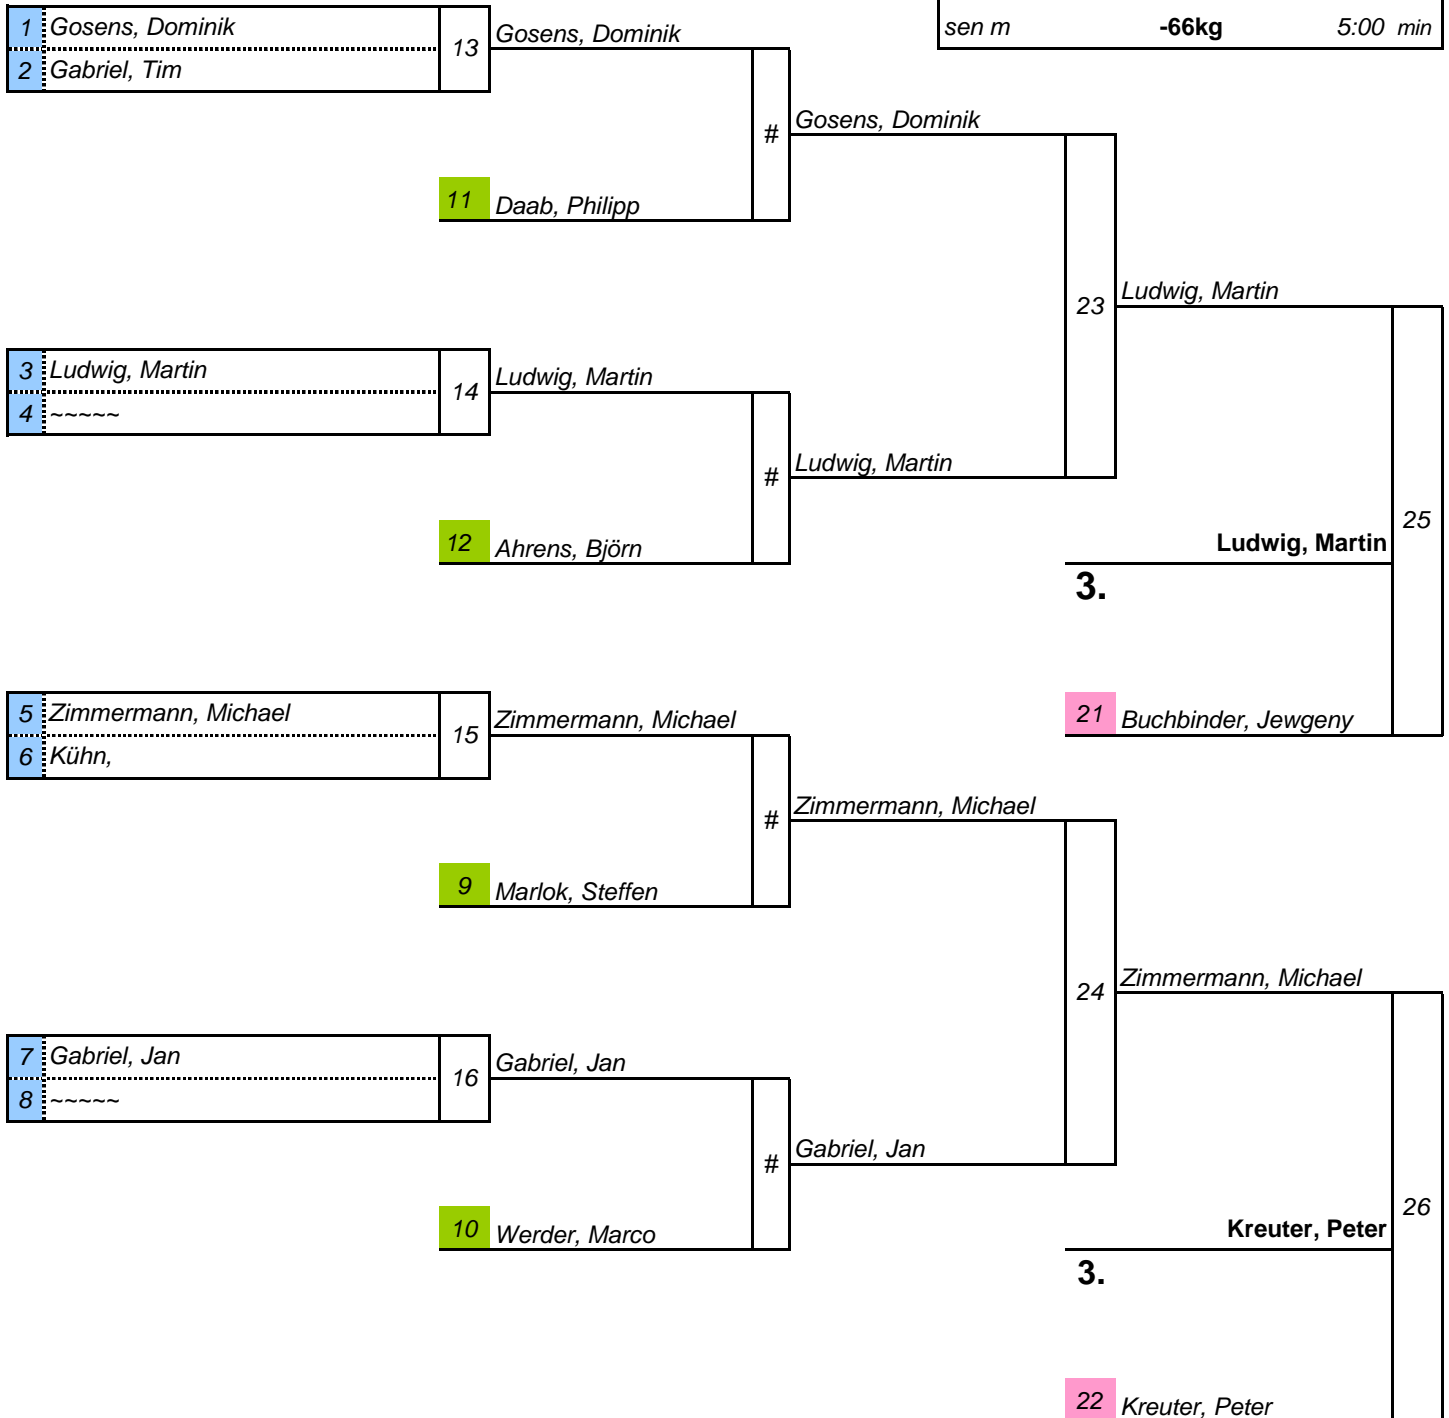 sen m -66kg 5:00 min
1 Gosens, Dominik
2 Gabriel, Tim
13 Gosens, Dominik
# Gosens, Dominik
11 Daab, Philipp
23 Ludwig, Martin
3 Ludwig, Martin
4 ~~~~~
14 Ludwig, Martin
# Ludwig, Martin
12 Ahrens, Björn
25
Ludwig, Martin
3.
21 Buchbinder, Jewgeny
5 Zimmermann, Michael
6 Kühn,
15 Zimmermann, Michael
# Zimmermann, Michael
9 Marlok, Steffen
24 Zimmermann, Michael
7 Gabriel, Jan
8 ~~~~~
16 Gabriel, Jan
# Gabriel, Jan
10 Werder, Marco
26
Kreuter, Peter
3.
22 Kreuter, Peter